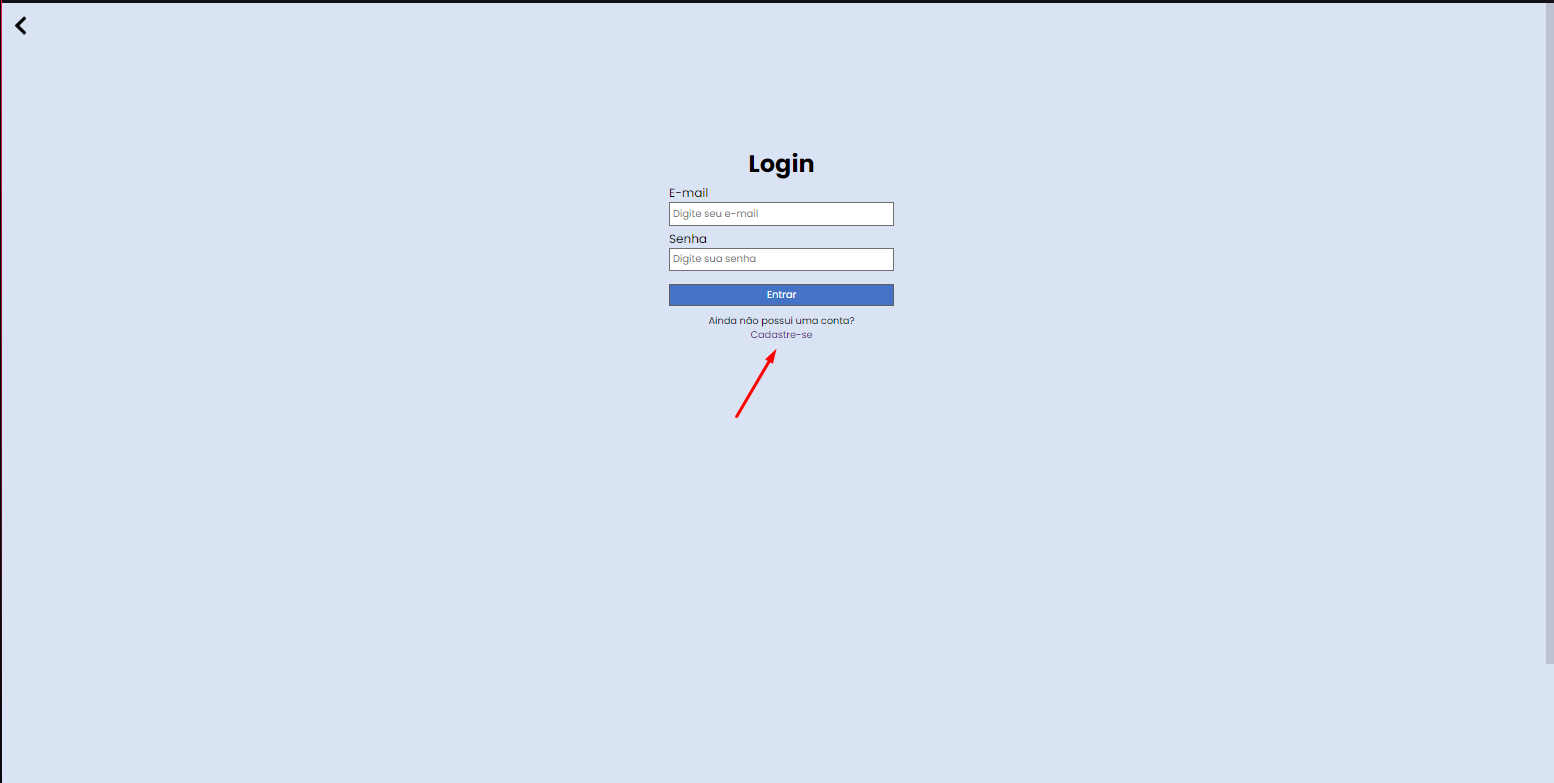 Login
E-mail
Digite seu e-mail
Senha
Digite sua senha
Entrar
Ainda não possui uma conta?
Cadastre-se